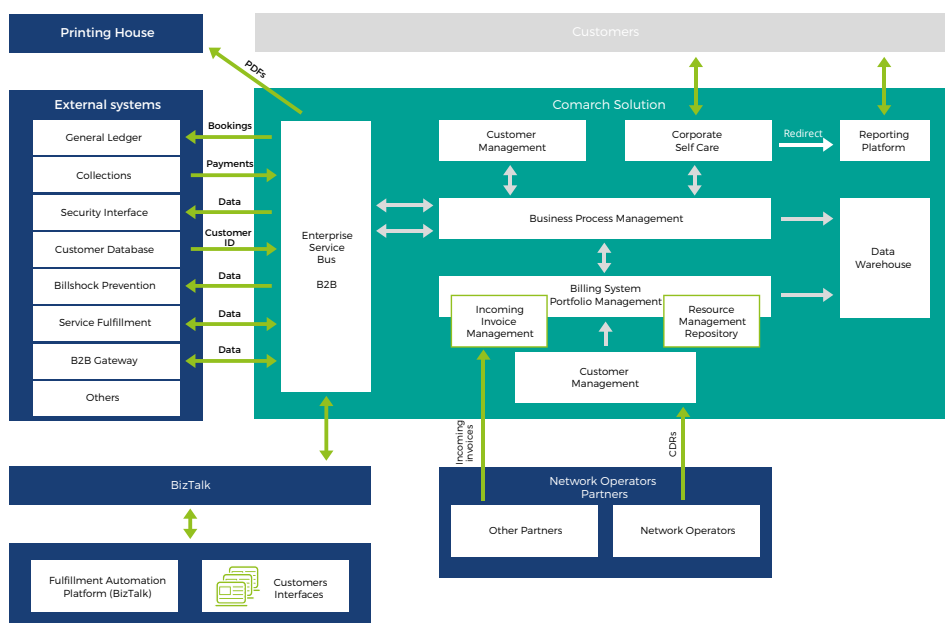 Printing House
Customers
PDFs
External systems
Comarch Solution
General Ledger
Collections
Security Interface
Customer Database
Billshock Prevention
Service Fulfillment
B2B Gateway
Others
Bookings
Payments
Data
Customer
ID
Data
Data
Data
Enterprise
Service
Bus
B2B
Customer
Management
Corporate
Self Care
Redirect
Reporting
Platform
Business Process Management
Data
Warehouse
Billing System
Portfolio Management
Incoming
Invoice
Management
Resource
Management
Repository
Customer
Management
Incoming
invoices
CDRs
BizTalk
Network Operators
Partners
Other Partners
Network Operators
Fulfillment Automation
Platform (BizTalk)
Customers
Interfaces